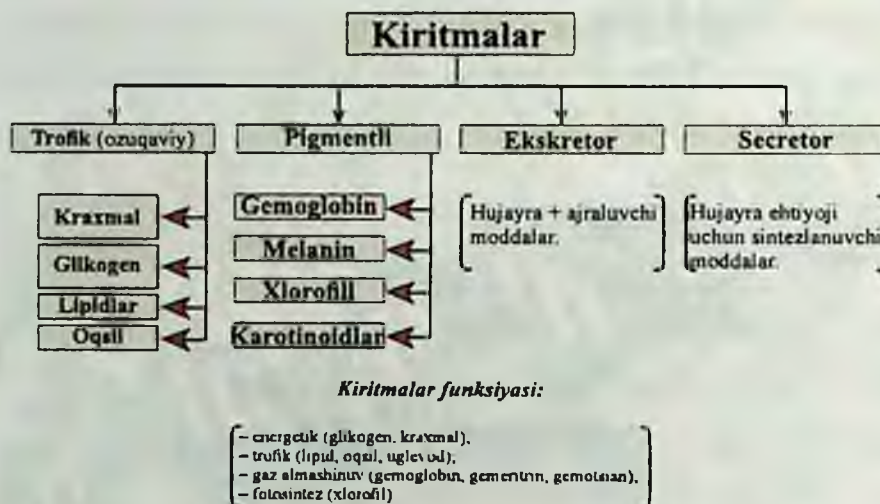 Kiritmalar
Trofik (ozuqaviy)
Pigmentli
Ekskretor
Secretor
Kraxmal
Glikogen
Lipidlar
Oqsil
Gemoglobin
Melanin
Xlorofill
Karotinoidlar
Hujayra + ajraluvchi
moddalar.
Hujayra ehtiyoji
uchun sintezlanuvchi
moddalar.
Kiritmalar funksiyasi:
– energetik (glikogen, kraxmal),
– trofik (lipid, oqsil, uglevod),
– gaz almashinuv (gemoglobin,
– fotosintez (xlorofil)